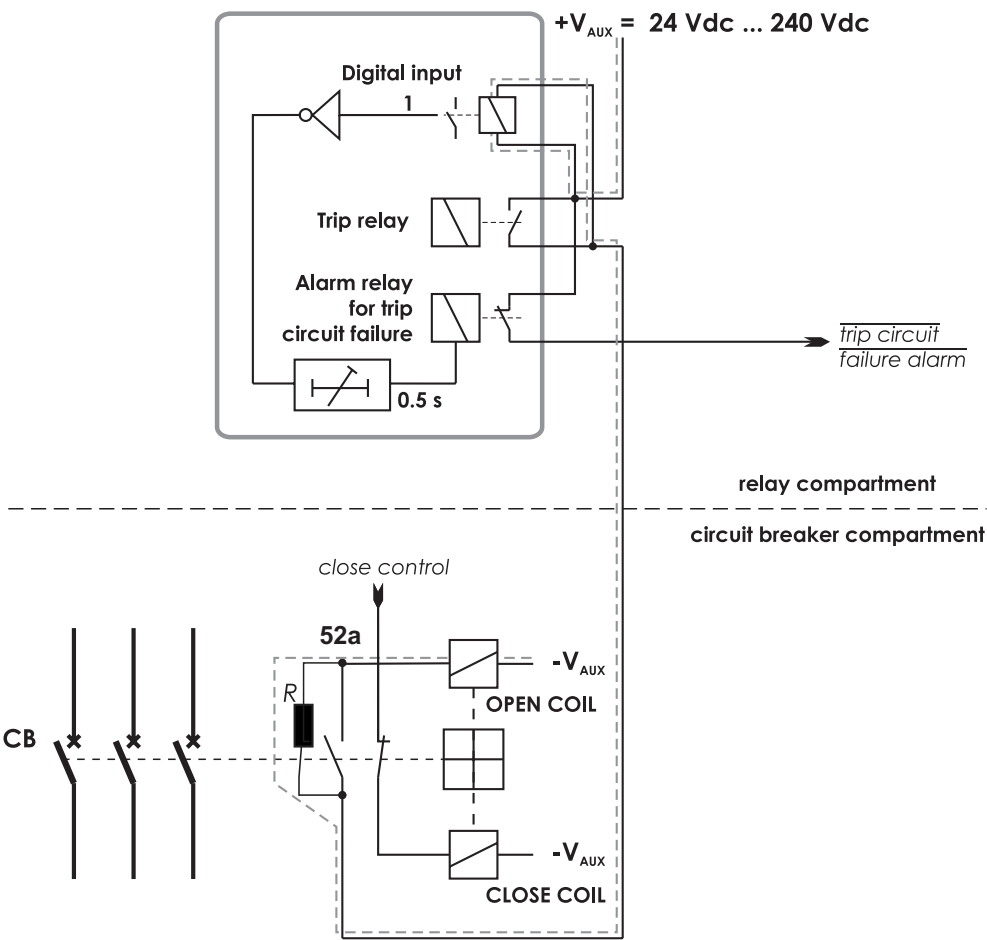 +VAUX = 24 Vdc ... 240 Vdc
Digital input
1
Trip relay
Alarm relay
for trip
circuit failure
0.5 s
trip circuit
failure alarm
relay compartment
circuit breaker compartment
close control
52a
-VAUX
R
OPEN COIL
CB
-VAUX
CLOSE COIL